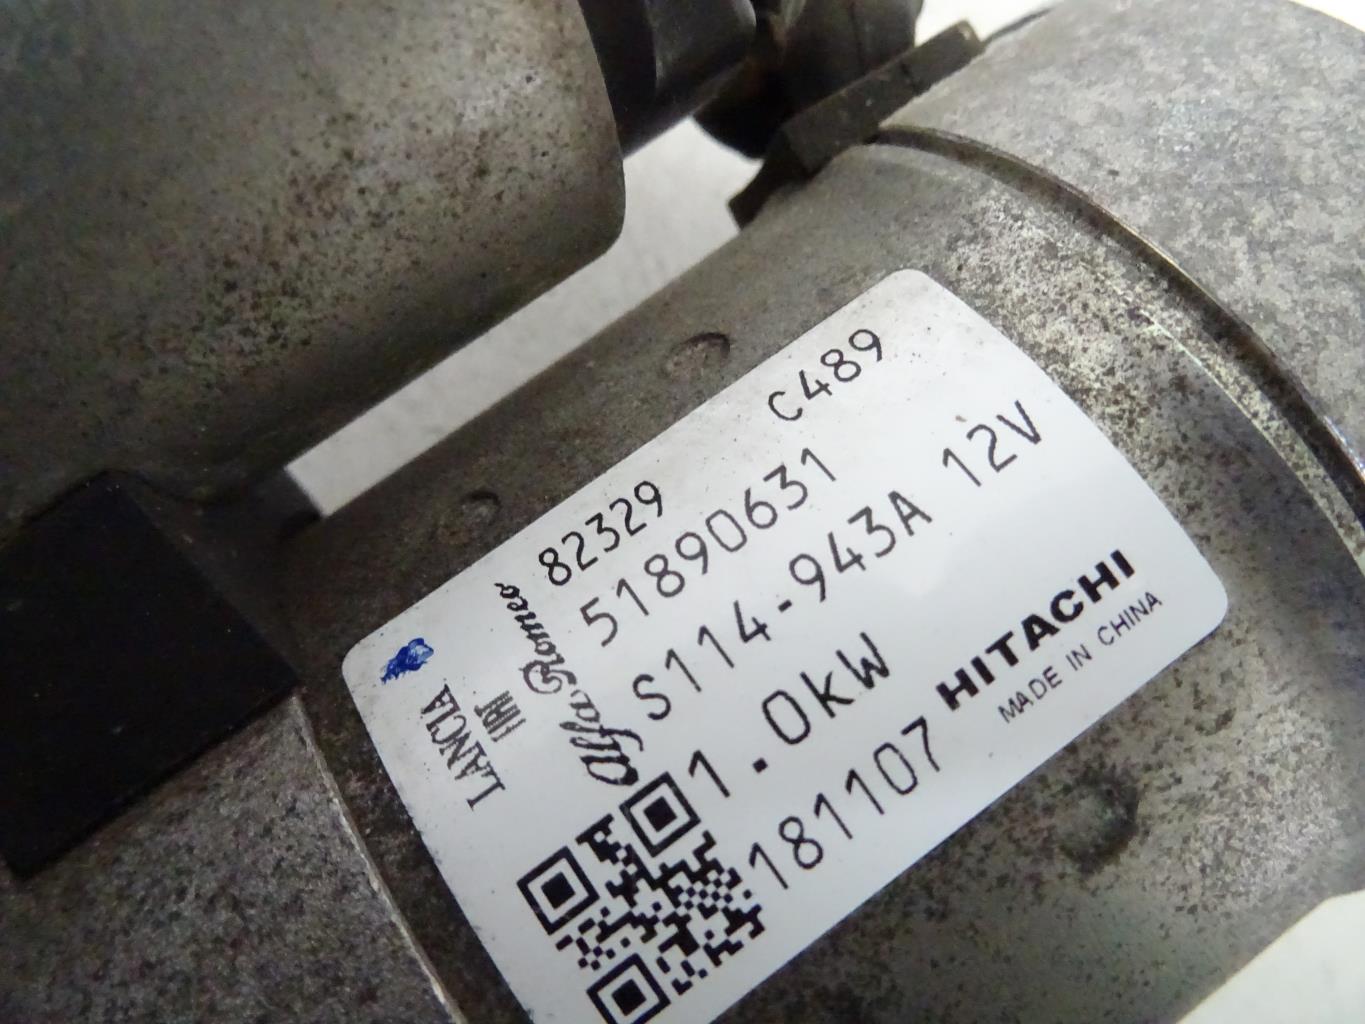 C489
82329
51890631
S114-943A 12V
1.0kW
181107
HITACHI
MADE IN CHINA
LANCIA
FIAT
Alfa Romeo